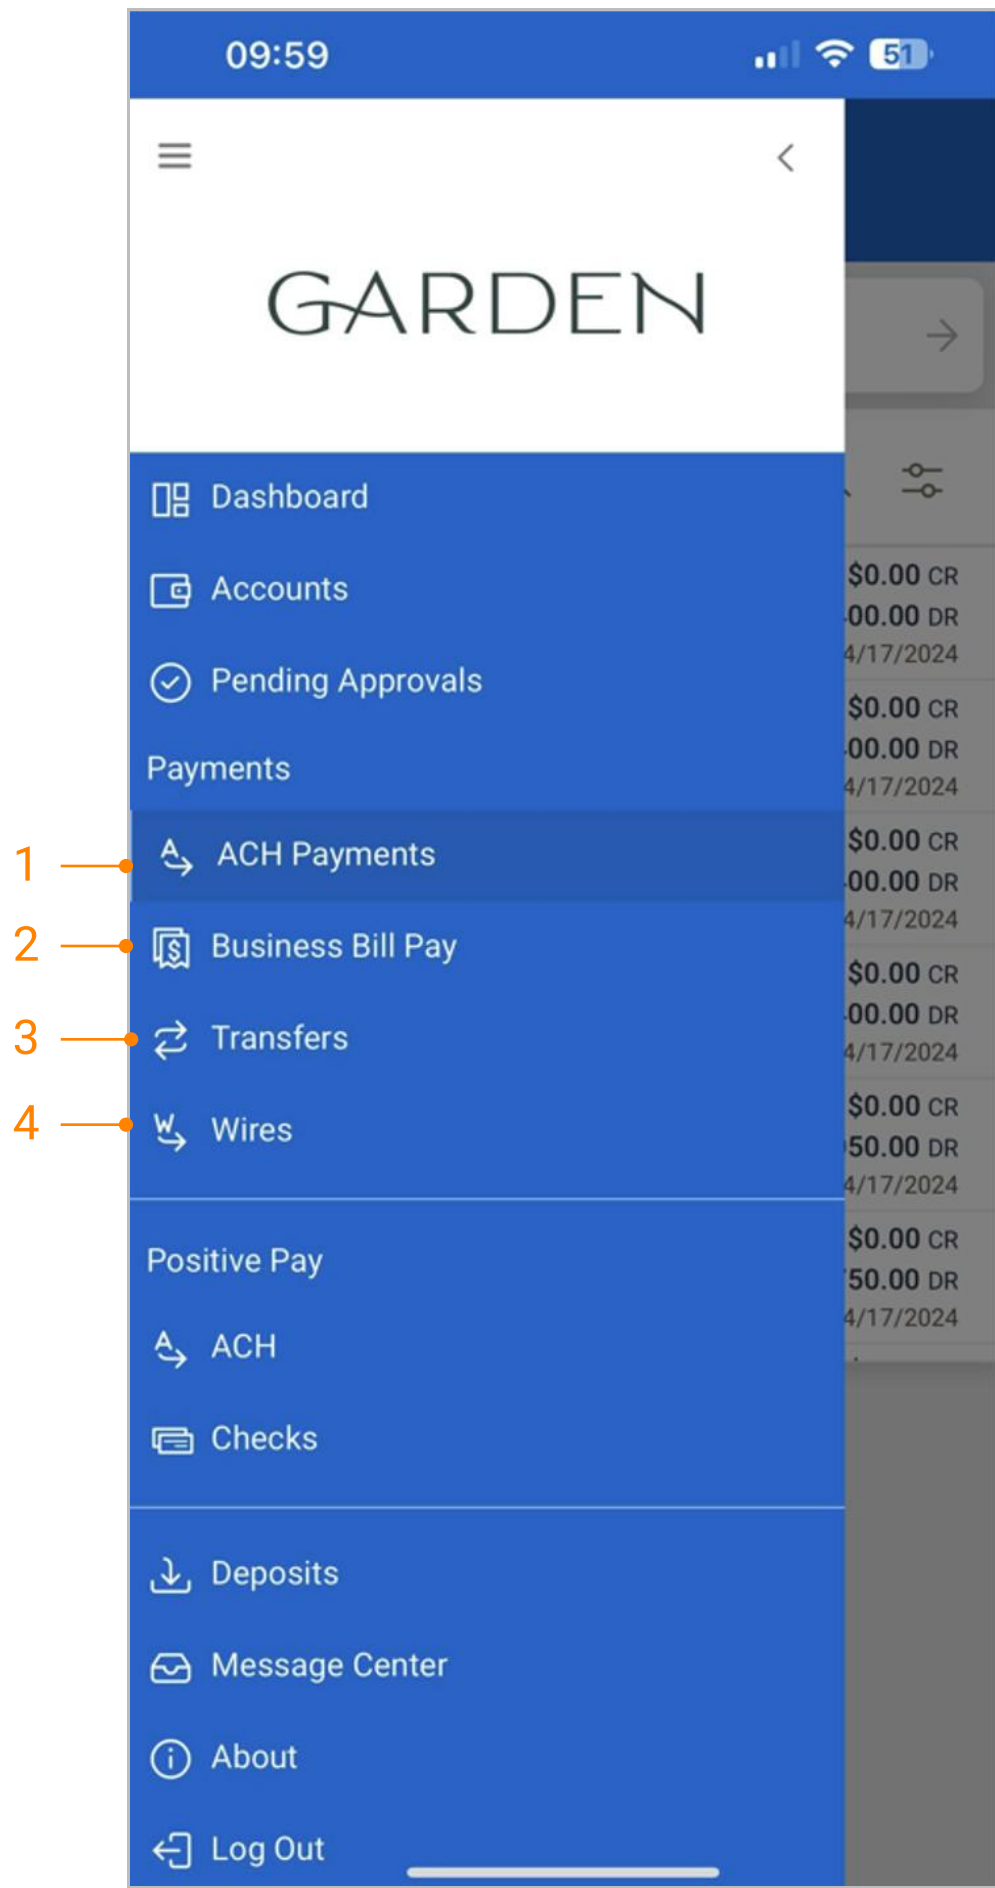 09:59
51
GARDEN
Dashboard
Accounts
$0.00 CR
00.00 DR
4/17/2024
Pending Approvals
$0.00 CR
Payments
00.00 DR
4/17/2024
1
ACH Payments
$0.00 CR
00.00 DR
4/17/2024
2
Business Bill Pay
$0.00 CR
00.00 DR
3
Transfers
4/17/2024
4
Wires
$0.00 CR
50.00 DR
4/17/2024
Positive Pay
$0.00 CR
50.00 DR
4/17/2024
ACH
Checks
Deposits
Message Center
About
Log Out